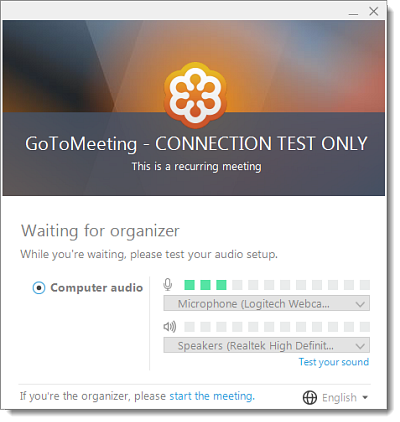 GoToMeeting - CONNECTION TEST ONLY
This is a recurring meeting
Waiting for organizer
While you're waiting, please test your audio setup.
Computer audio
Microphone (Logitech Webca...
Speakers (Realtek High Definit...
Test your sound
If you're the organizer, please start the meeting.
English